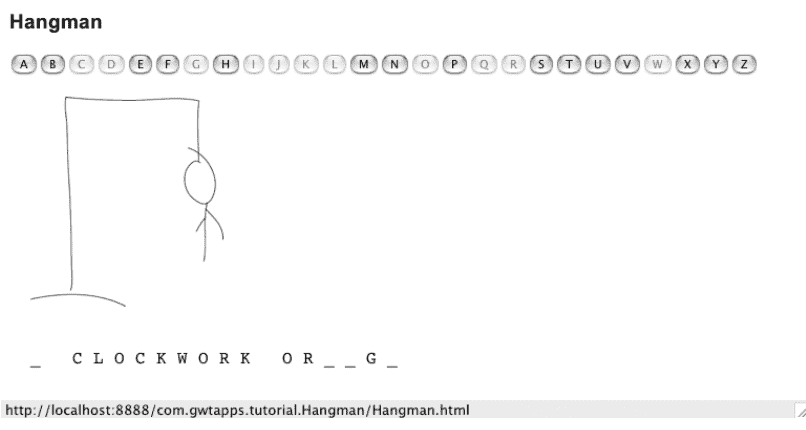 Hangman
A B C D E F G H I J K L M N O P Q R S T U V W X Y Z
_ C L O C K W O R K O R _ _ G _
http://localhost:8888/com.gwtapps.tutorial.Hangman/Hangman.html